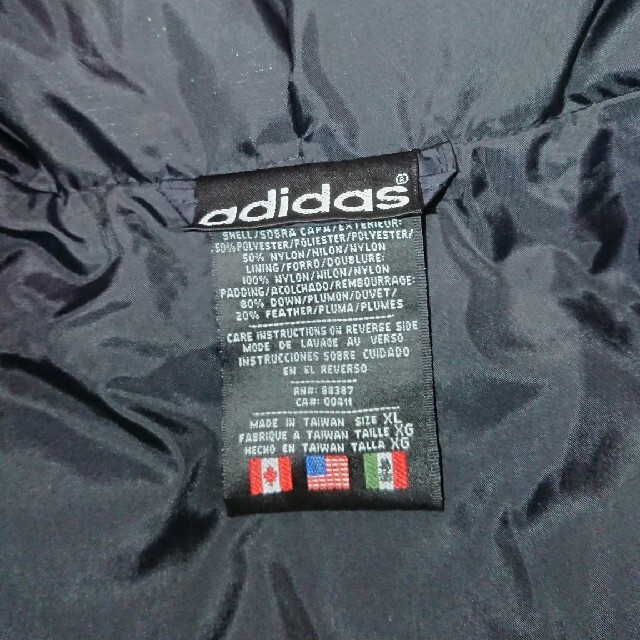 adidas®
SHELL/SOBRA CAPA/EXTERIEUR
50% POLYESTER/POLIESTER/POLYESTER/
50% NYLON/NILON/NYLON
LINING/FORRO/DOUBLURE
100% NYLON/NILON/NYLON
PADDING/ACOLCHADO/REMBOURRAGE
80% DOWN/PLUMON/DUVET/
20% FEATHER/PLUMA/PLUMES
CARE INSTRUCTIONS ON REVERSE SIDE
MODE DE LAVAGE AU VERSO
INSTRUCCIONES SOBRE CUIDADO
EN EL REVERSO
RN#: 88387
CA#: 00411
MADE IN TAIWAN SIZE XL
FABRIQUE A TAIWAN TAILLE XG
HECHO EN TAIWAN TALLA XG